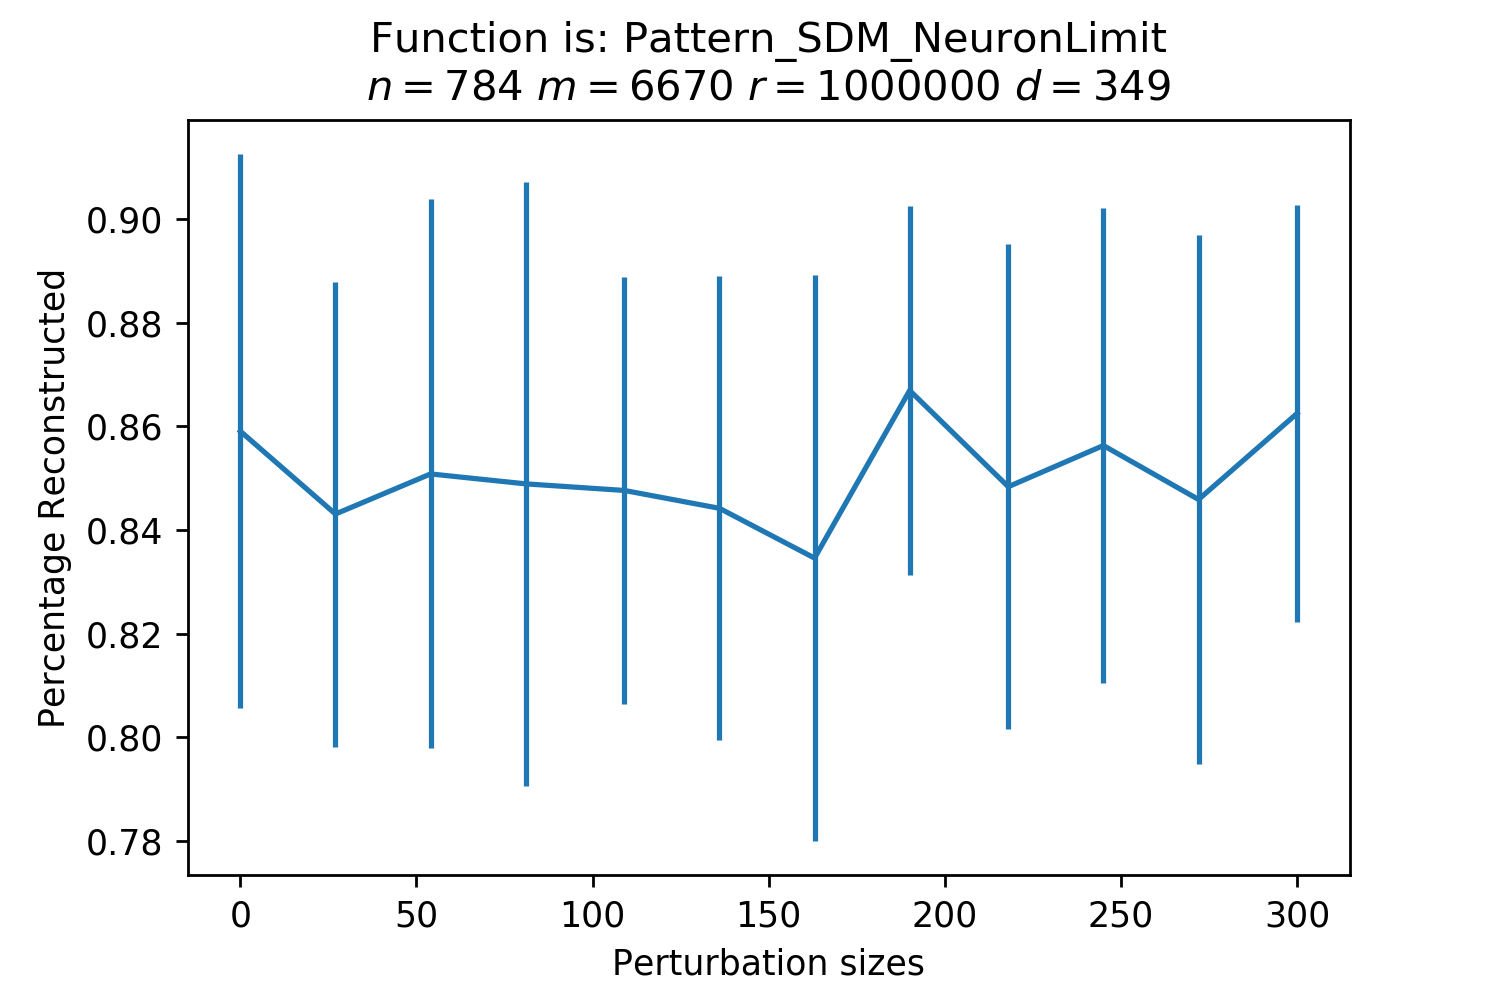 Function is: Pattern_SDM_NeuronLimit
n = 784 m = 6670 r = 1000000 d = 349
Percentage Reconstructed
0.90
0.88
0.86
0.84
0.82
0.80
0.78
0 50 100 150 200 250 300
Perturbation sizes